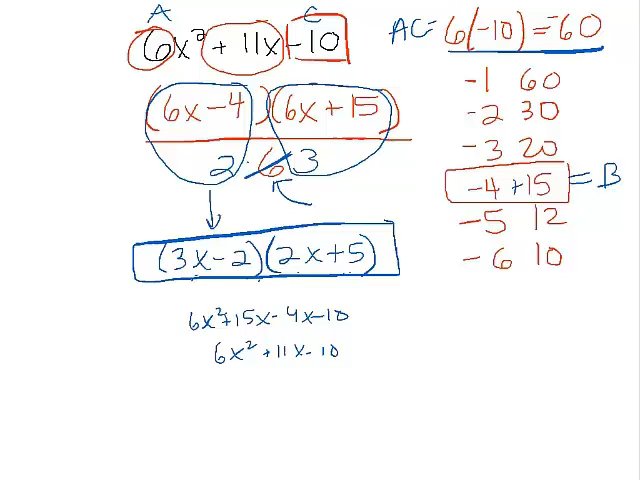 A C
6x² + 11x - 10
AC = 6(-10) = -60
(6x - 4)(6x + 15)
2 · 6 3
(3x - 2)(2x + 5)
6x² + 15x - 4x - 10
6x² + 11x - 10
-1 60
-2 30
-3 20
-4 +15 = B
-5 12
-6 10